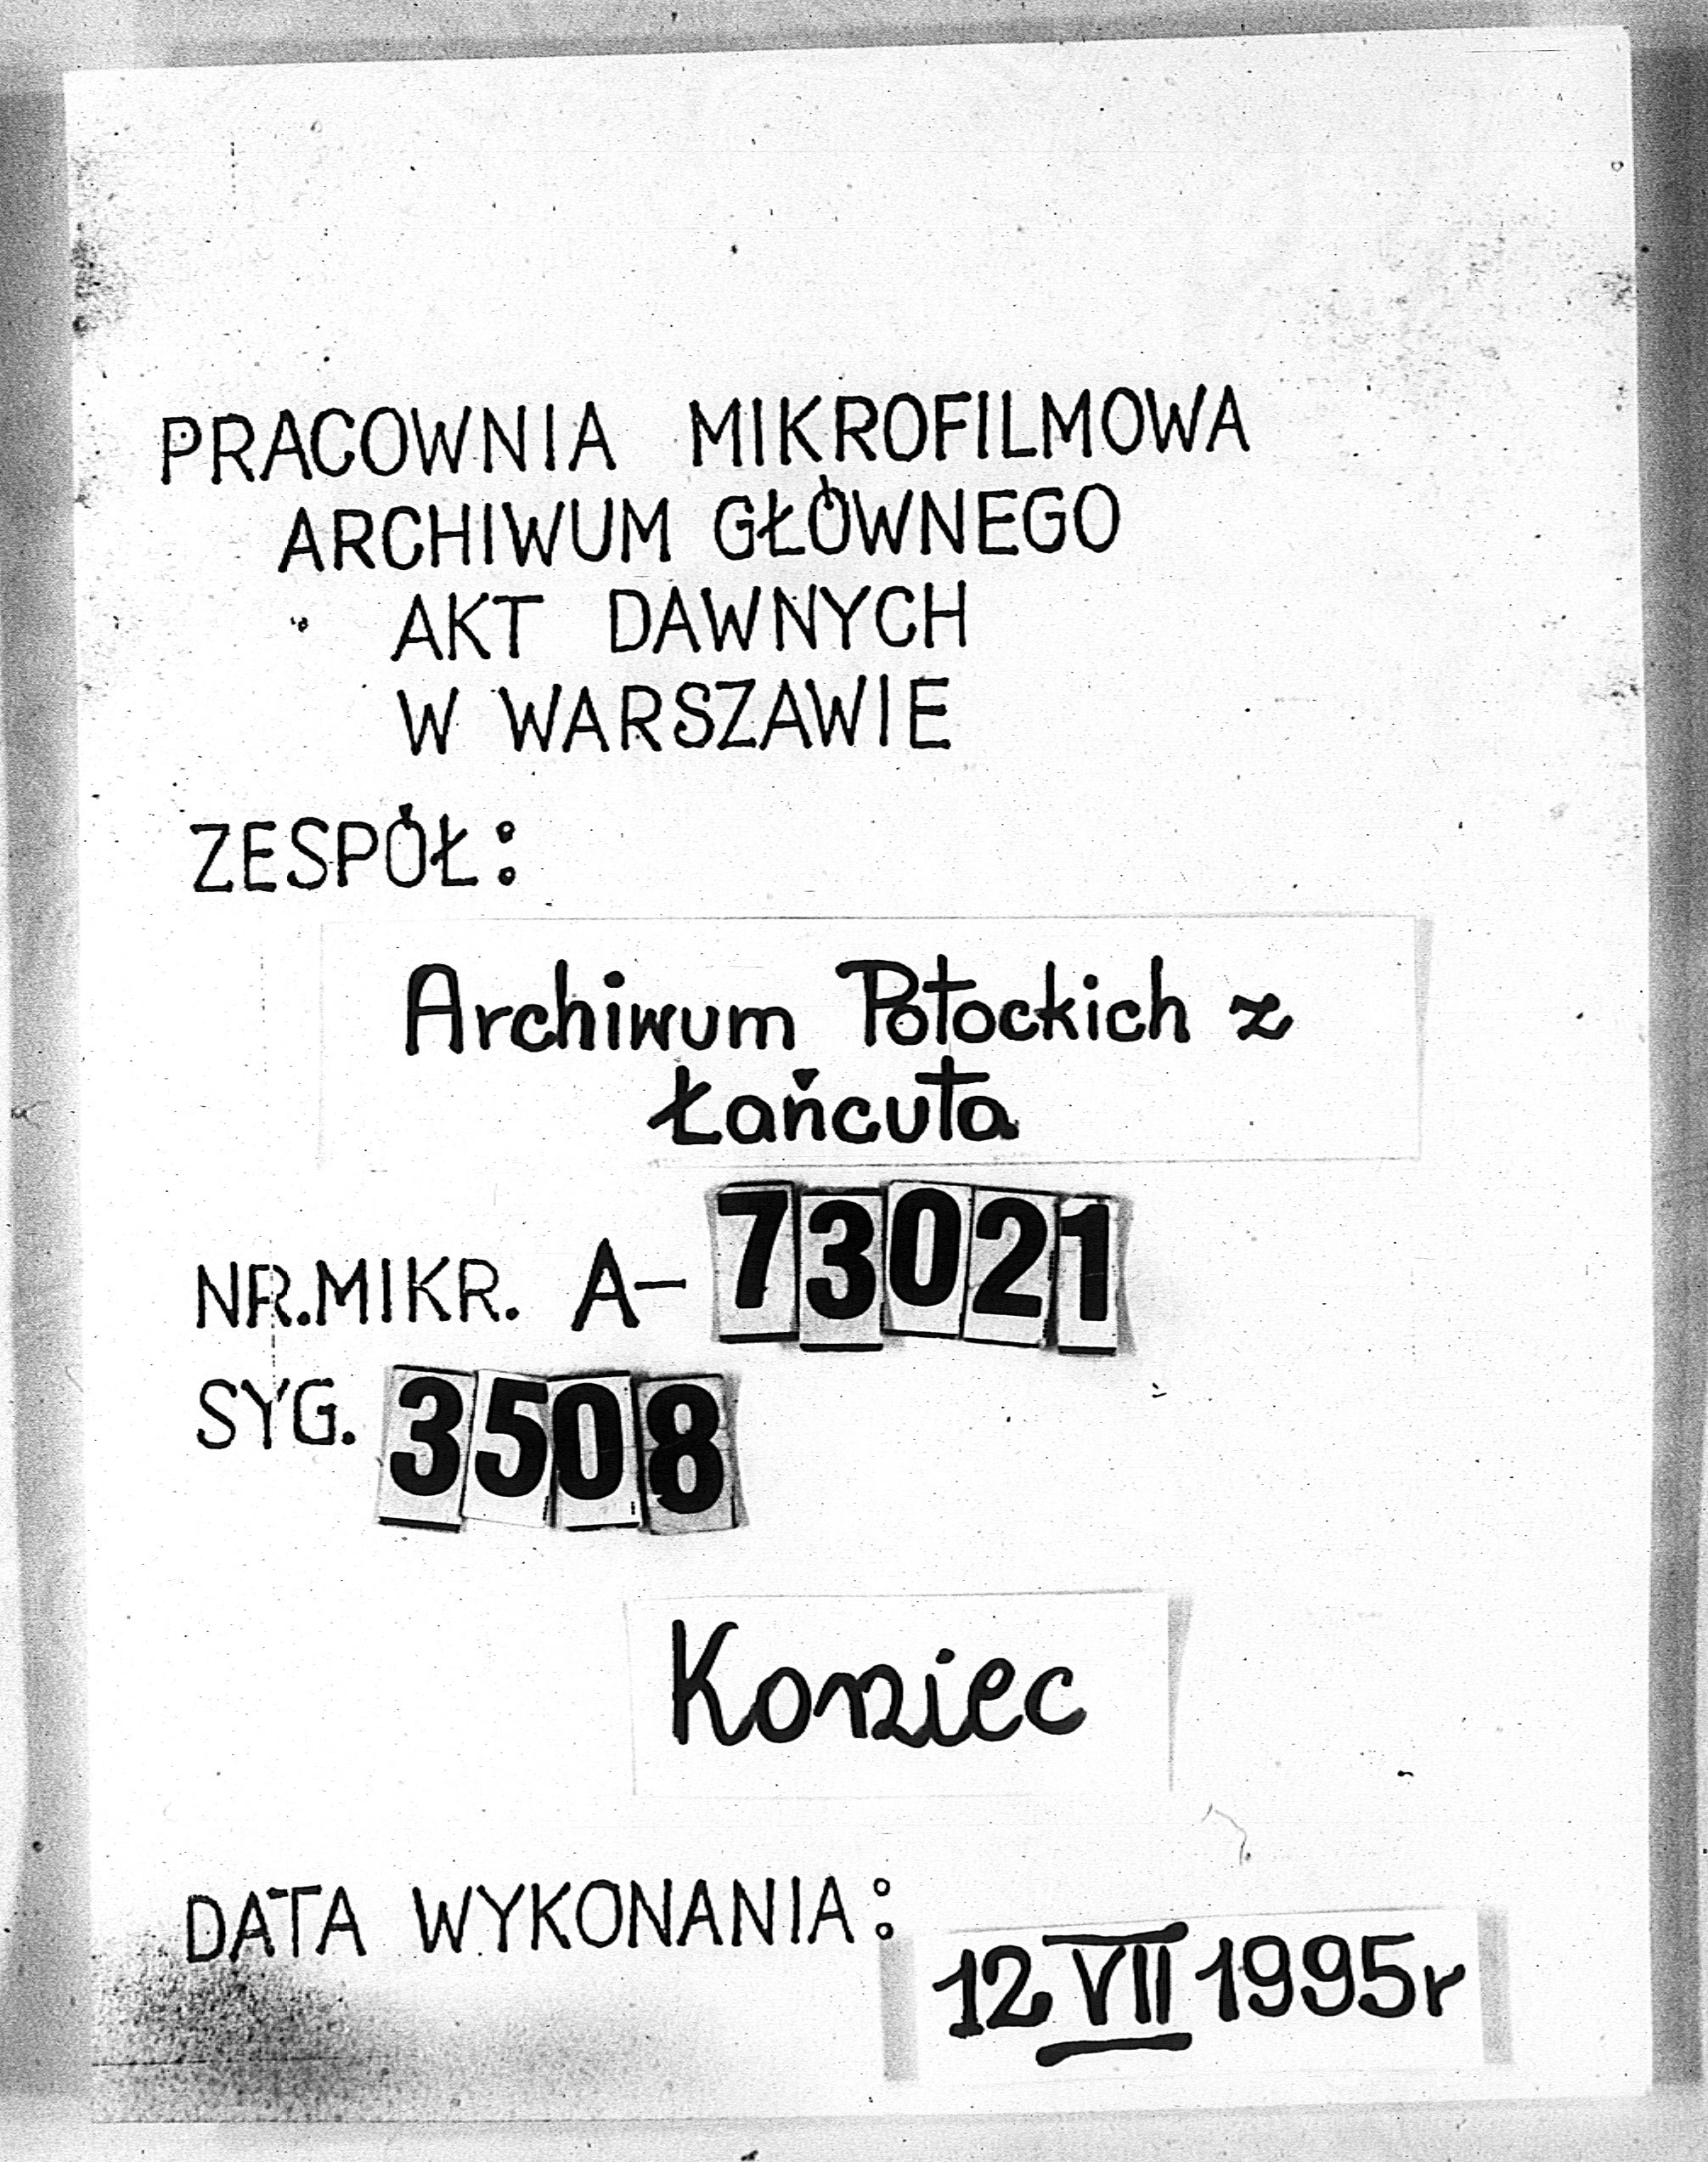 PRACOWNIA MIKROFILMOWA
ARCHIWUM GŁÓWNEGO
AKT DAWNYCH
W WARSZAWIE
ZESPÓŁ:
Archiwum Potockich z
Łańcuta
NR.MIKR. A-73021
SYG. 3508
Koniec
DATA WYKONANIA: 12 VII 1995r